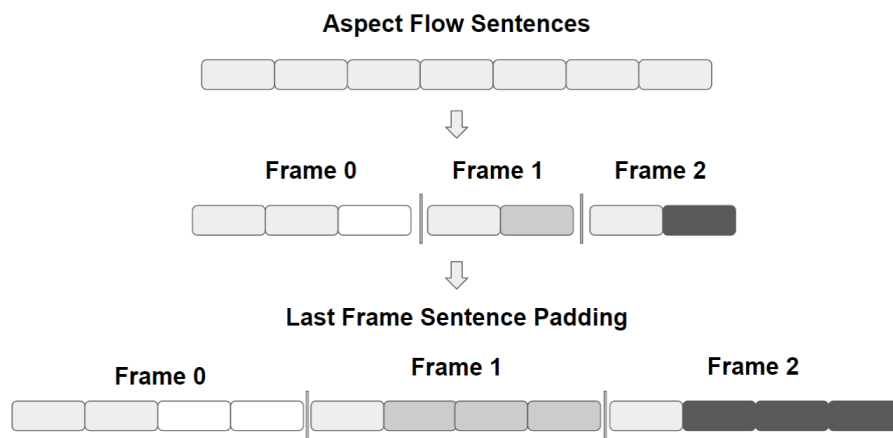 Aspect Flow Sentences
Frame 0 Frame 1 Frame 2
Last Frame Sentence Padding
Frame 0 Frame 1 Frame 2